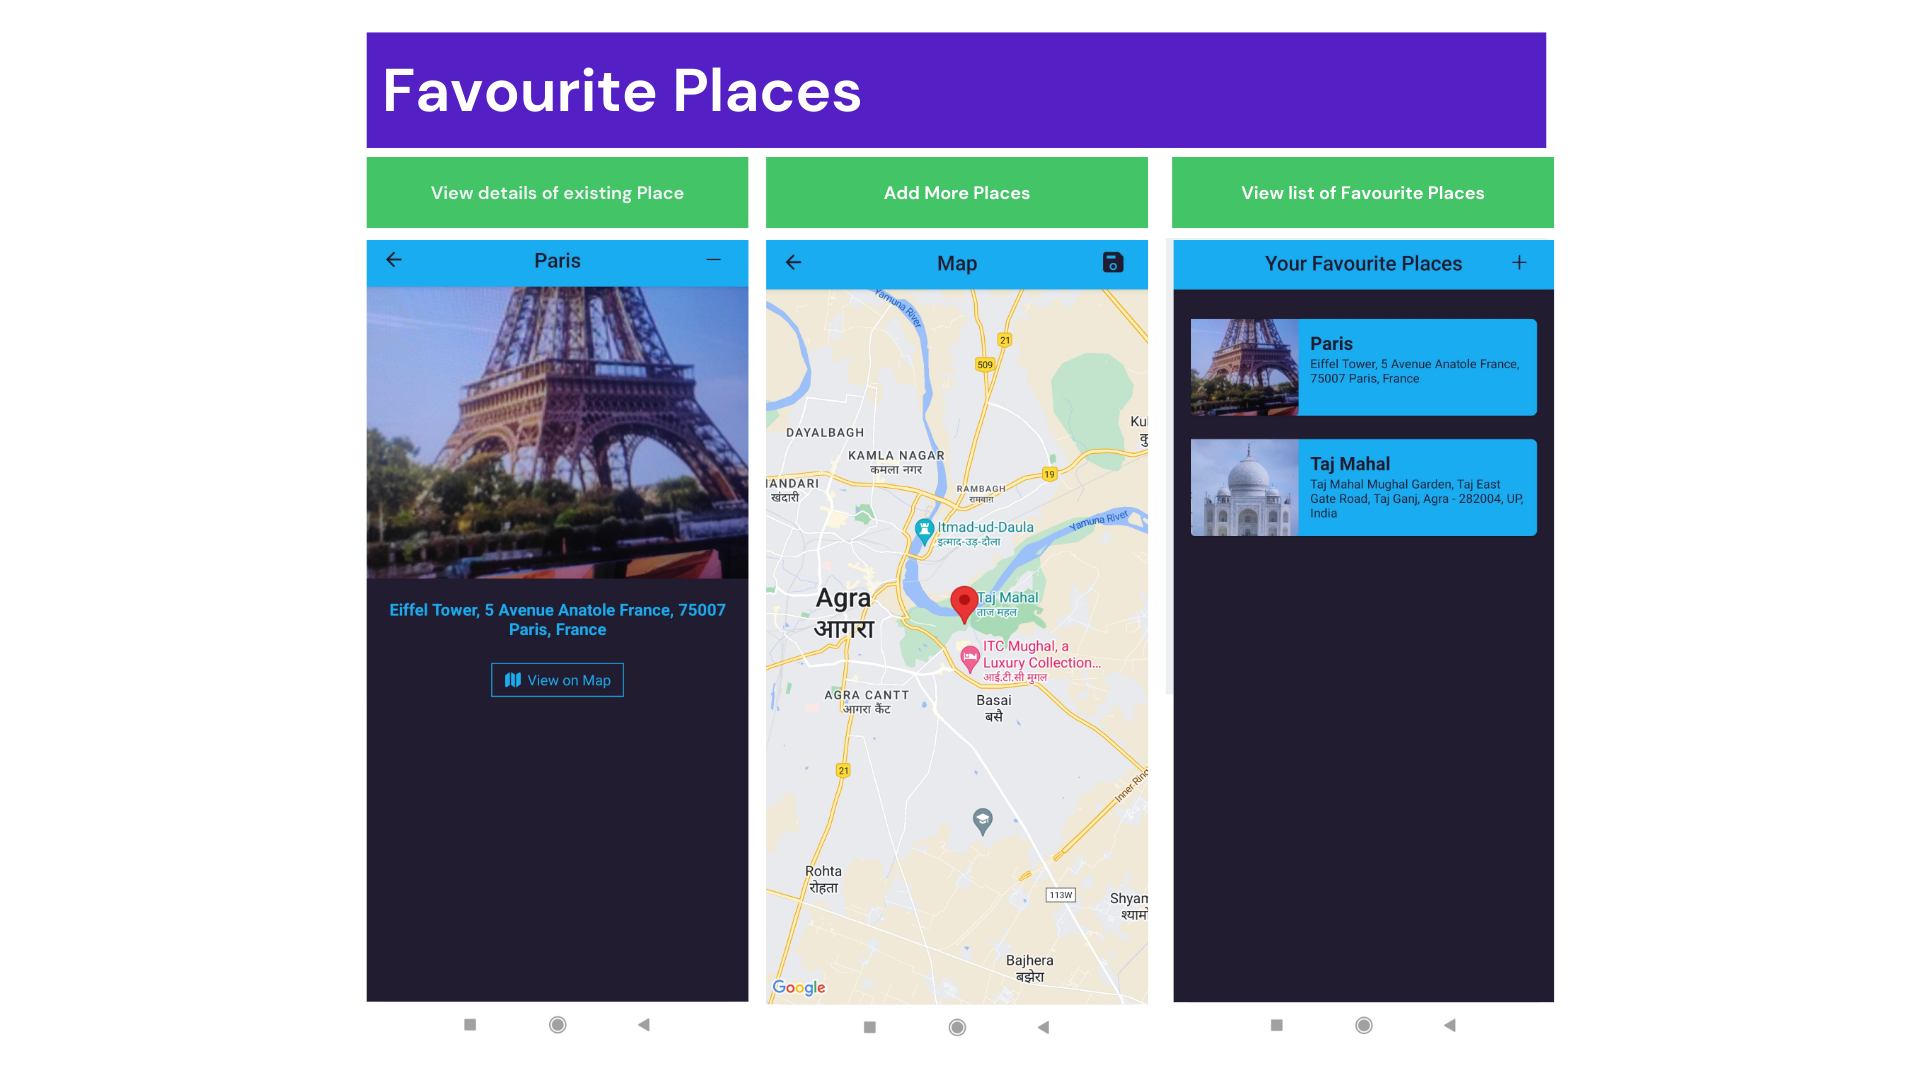 Favourite Places
View details of existing Place
Add More Places
View list of Favourite Places
Paris
Eiffel Tower, 5 Avenue Anatole France, 75007
Paris, France
View on Map
Map
Yamuna River
21
509
DAYALBAGH
KAMLA NAGAR
कमला नगर
19
HANDARI
खंदारी
RAMBAGH
रामबाग़
Itmad-ud-Daula
इत्माद-उद़-दौला
Yamuna River
Agra
आगरा
Taj Mahal
ताज महल
ITC Mughal, a
Luxury Collection...
आई.टी.सी मुगल
AGRA CANTT
आगरा कैंट
Basai
बसै
21
Inner Ring
Rohta
रोहता
113W
Shyam
श्यामो
Bajhera
बझेरा
Google
Your Favourite Places
Paris
Eiffel Tower, 5 Avenue Anatole France,
75007 Paris, France
Taj Mahal
Taj Mahal Mughal Garden, Taj East
Gate Road, Taj Ganj, Agra - 282004, UP,
India